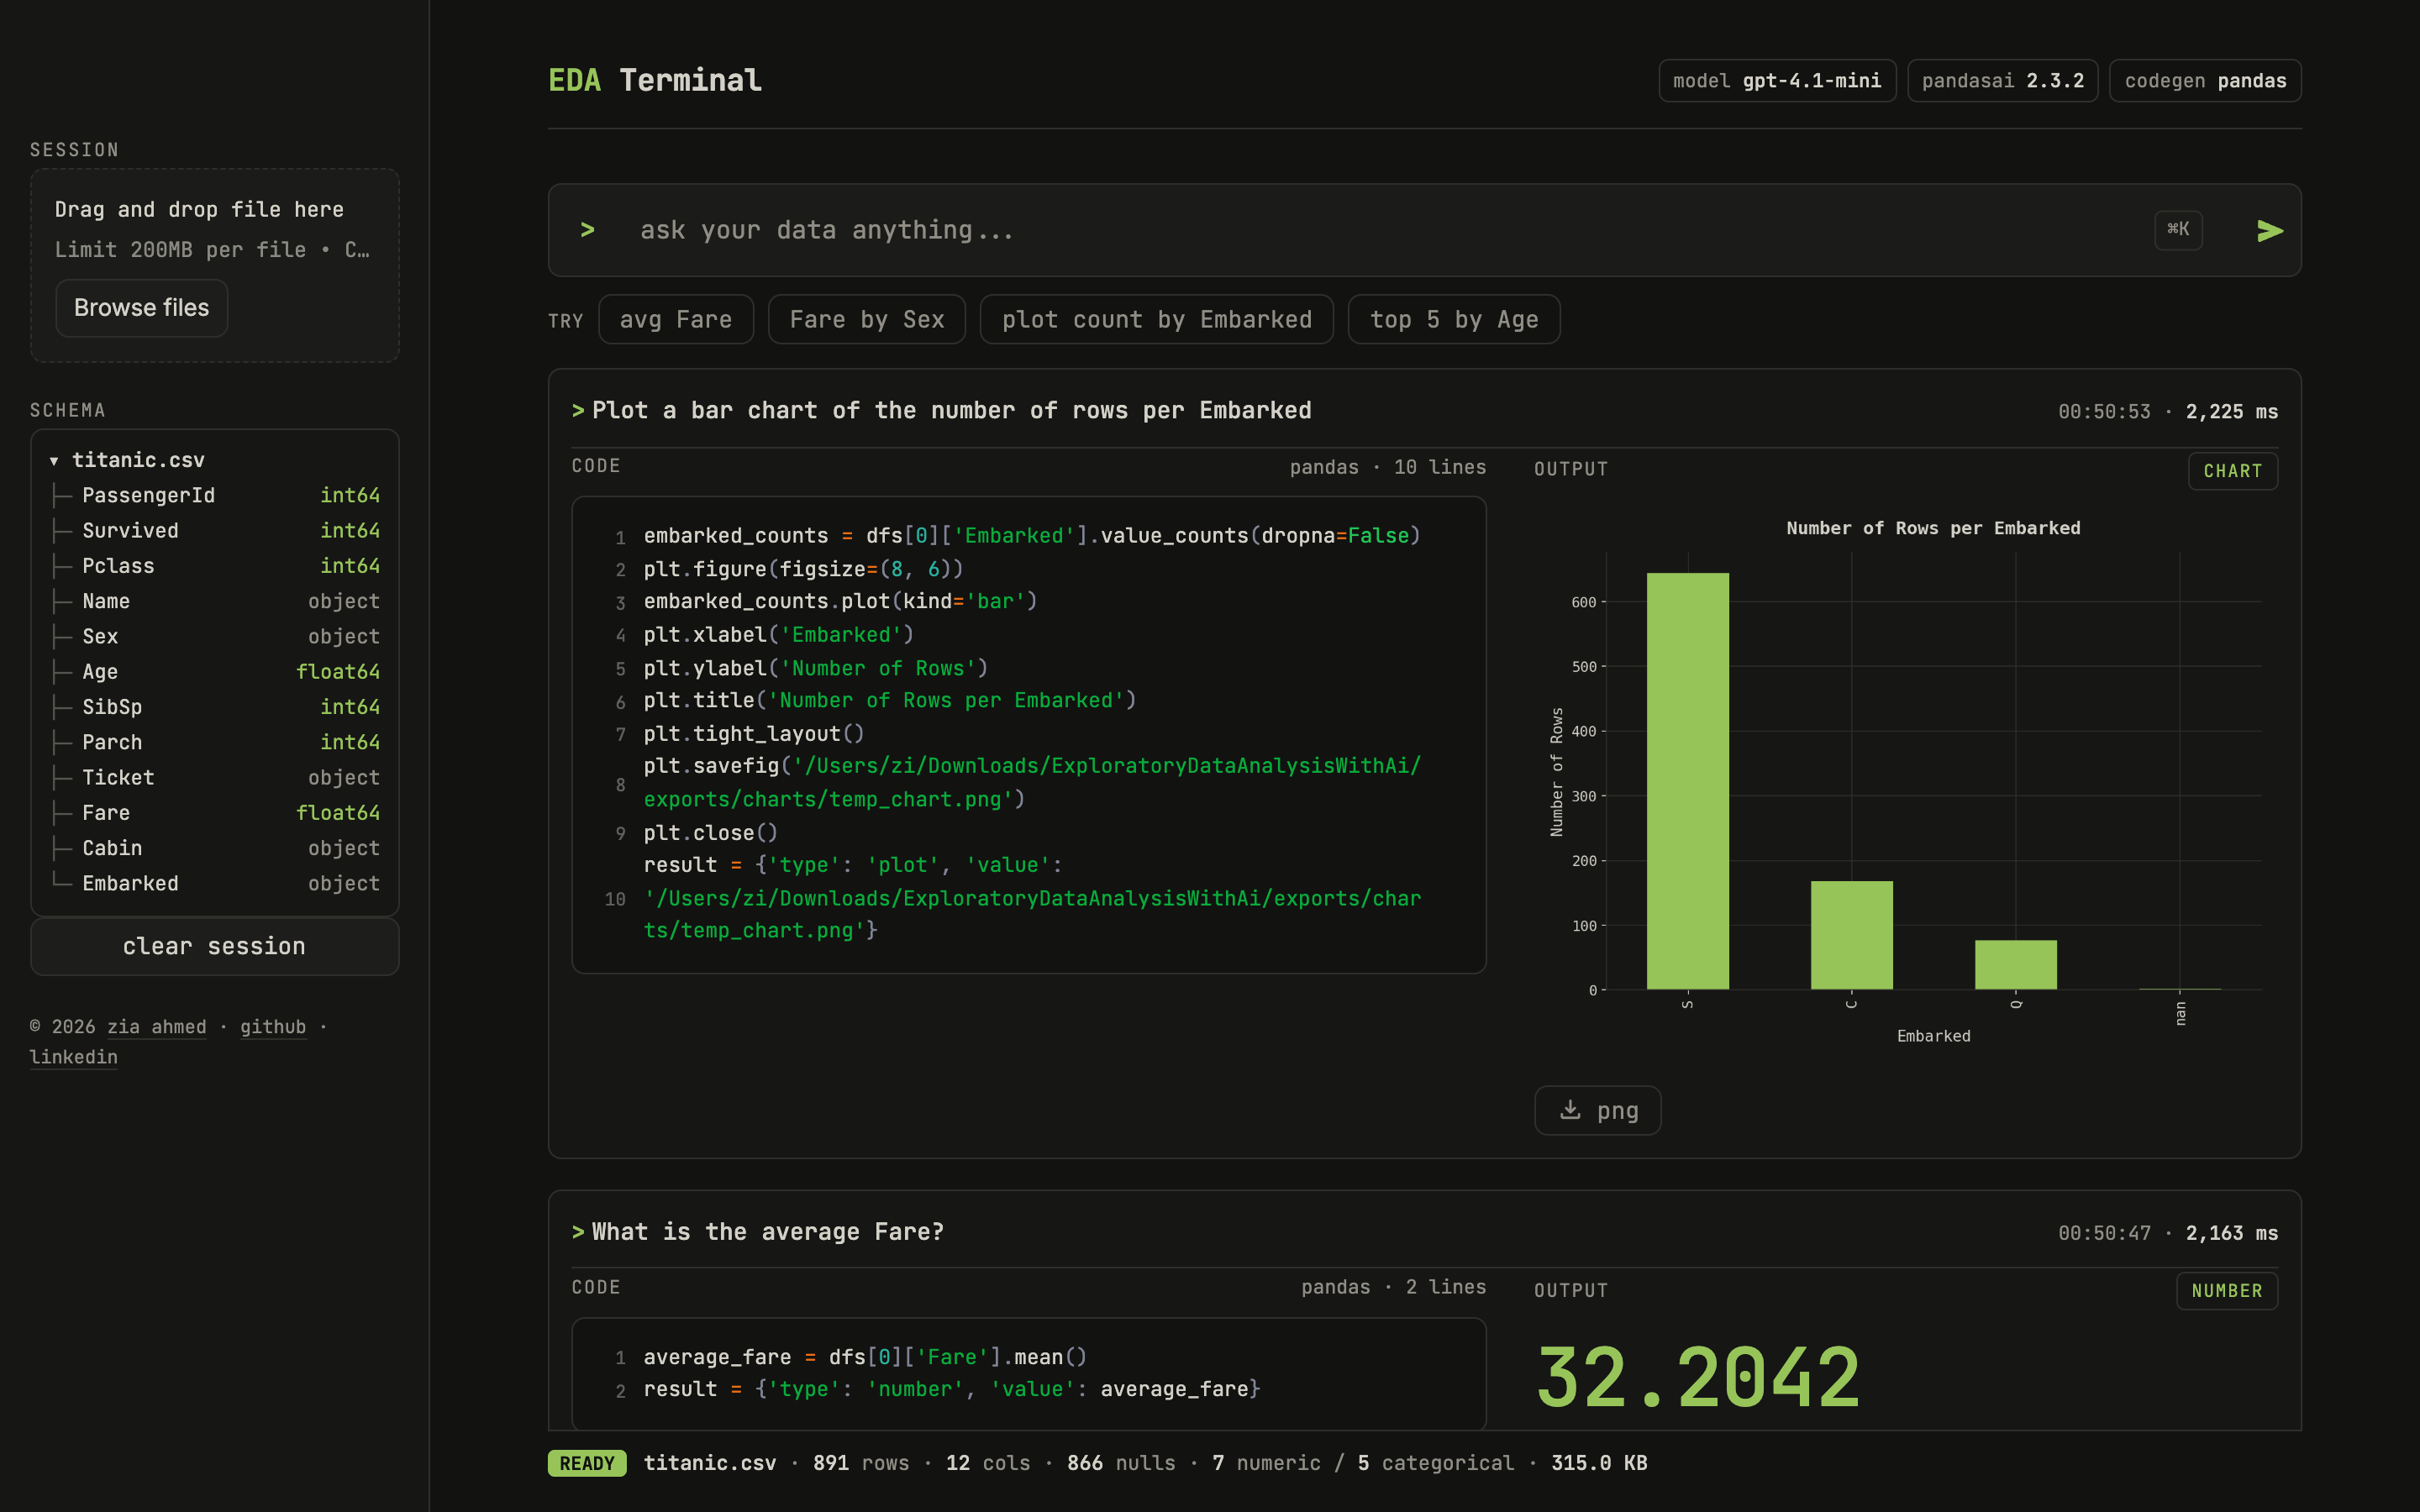 EDA Terminal
model gpt-4.1-mini
pandasai 2.3.2
codegen pandas
SESSION
Drag and drop file here
Limit 200MB per file • C…
Browse files
SCHEMA
▾ titanic.csv
├─ PassengerId int64
├─ Survived int64
├─ Pclass int64
├─ Name object
├─ Sex object
├─ Age float64
├─ SibSp int64
├─ Parch int64
├─ Ticket object
├─ Fare float64
├─ Cabin object
└─ Embarked object
clear session
© 2026 zia ahmed · github ·
linkedin
> ask your data anything... ⌘K
TRY avg Fare Fare by Sex plot count by Embarked top 5 by Age
> Plot a bar chart of the number of rows per Embarked 00:50:53 · 2,225 ms
CODE pandas · 10 lines
1 embarked_counts = dfs[0]['Embarked'].value_counts(dropna=False)
2 plt.figure(figsize=(8, 6))
3 embarked_counts.plot(kind='bar')
4 plt.xlabel('Embarked')
5 plt.ylabel('Number of Rows')
6 plt.title('Number of Rows per Embarked')
7 plt.tight_layout()
8 plt.savefig('/Users/zi/Downloads/ExploratoryDataAnalysisWithAi/
exports/charts/temp_chart.png')
9 plt.close()
10 result = {'type': 'plot', 'value':
'/Users/zi/Downloads/ExploratoryDataAnalysisWithAi/exports/char
ts/temp_chart.png'}
OUTPUT CHART
Number of Rows per Embarked
Number of Rows
600
500
400
300
200
100
0
S C Q nan
Embarked
png
> What is the average Fare? 00:50:47 · 2,163 ms
CODE pandas · 2 lines
1 average_fare = dfs[0]['Fare'].mean()
2 result = {'type': 'number', 'value': average_fare}
OUTPUT NUMBER
32.2042
READY titanic.csv · 891 rows · 12 cols · 866 nulls · 7 numeric / 5 categorical · 315.0 KB